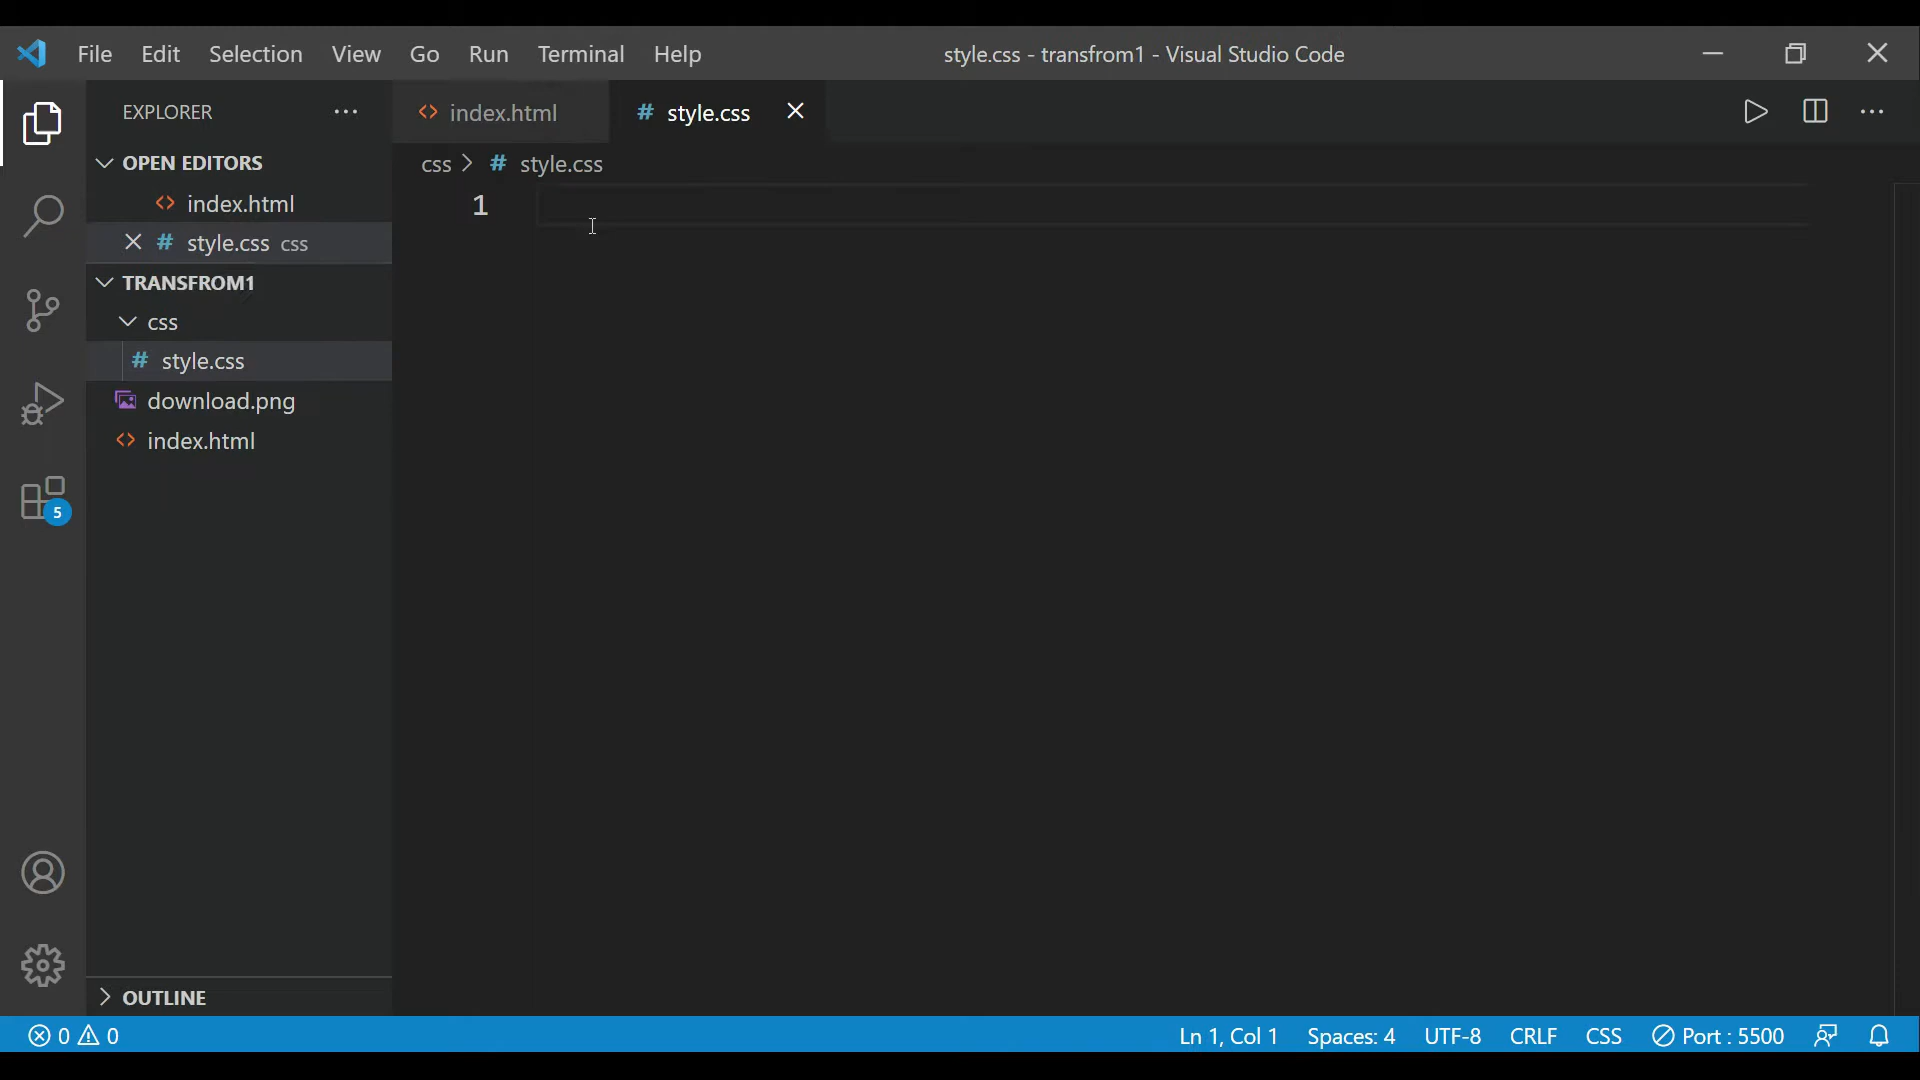 File Edit Selection View Go Run Terminal Help style.css - transfrom1 - Visual Studio Code
EXPLORER
index.html # style.css
OPEN EDITORS
css > # style.css
1
index.html
# style.css css
TRANSFROM1
css
# style.css
download.png
index.html
5
OUTLINE
0 0 Ln 1, Col 1 Spaces: 4 UTF-8 CRLF CSS Port : 5500